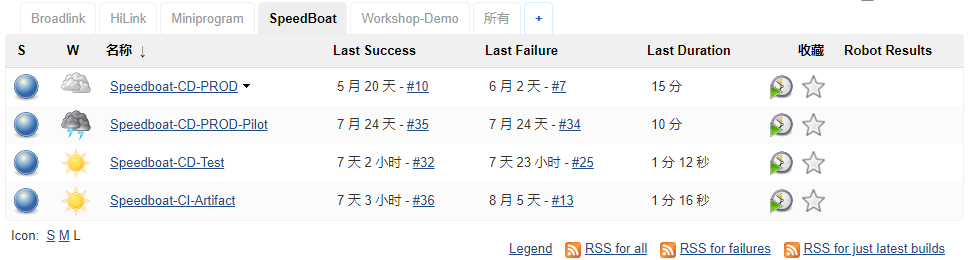 Broadlink HiLink Miniprogram SpeedBoat Workshop-Demo 所有 +
S W 名称 ↓ Last Success Last Failure Last Duration 收藏 Robot Results
Speedboat-CD-PROD 5 月 20 天 - #10 6 月 2 天 - #7 15 分
Speedboat-CD-PROD-Pilot 7 月 24 天 - #35 7 月 24 天 - #34 10 分
Speedboat-CD-Test 7 天 2 小时 - #32 7 天 23 小时 - #25 1 分 12 秒
Speedboat-CI-Artifact 7 天 3 小时 - #36 8 月 5 天 - #13 1 分 16 秒
Icon: S M L
Legend RSS for all RSS for failures RSS for just latest builds